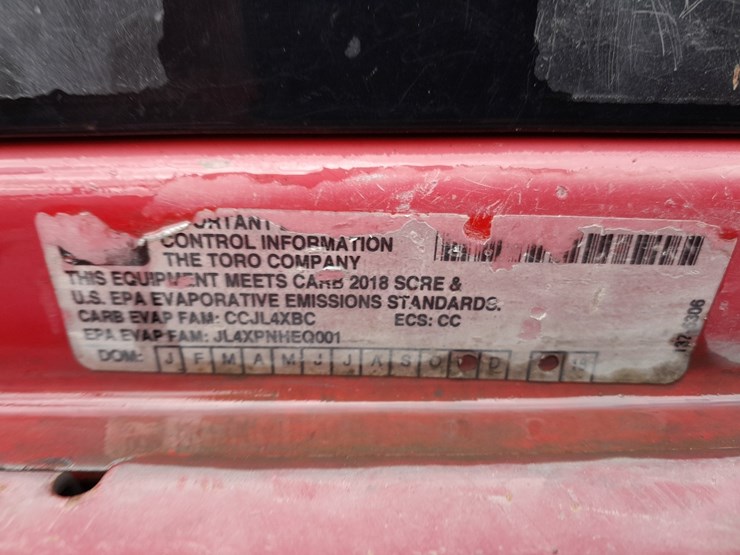 CONTROL INFORMATION
THE TORO COMPANY
THIS EQUIPMENT MEETS CARB 2018 SCRE &
U.S. EPA EVAPORATIVE EMISSIONS STANDARDS.
CARB EVAP FAM: CCJL4XBC ECS: CC
EPA EVAP FAM: JL4XPNHEQ001
DOM: J F M A M J J A S O D